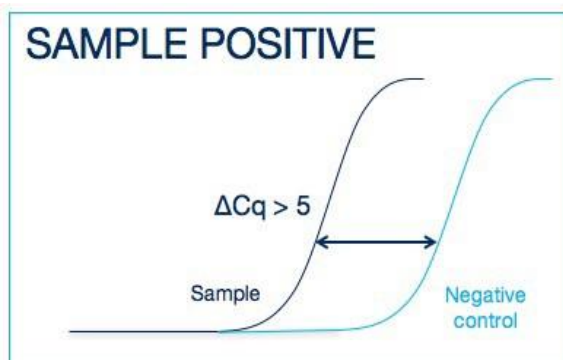 SAMPLE POSITIVE
ΔCq > 5
Sample
Negative
control